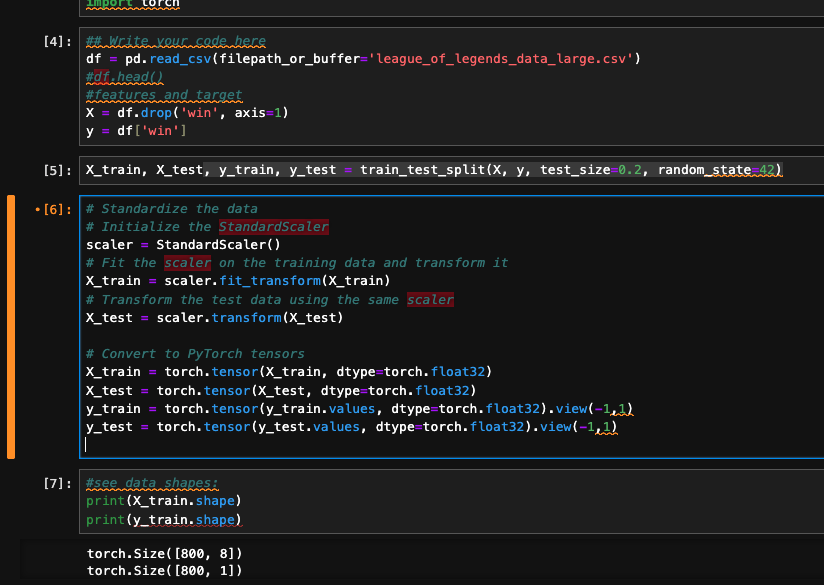 import torch
[4]:
## Write your code here
df = pd.read_csv(filepath_or_buffer='league_of_legends_data_large.csv')
#df.head()
#features and target
X = df.drop('win', axis=1)
y = df['win']
[5]:
X_train, X_test, y_train, y_test = train_test_split(X, y, test_size=0.2, random_state=42)
•[6]:
# Standardize the data
# Initialize the StandardScaler
scaler = StandardScaler()
# Fit the scaler on the training data and transform it
X_train = scaler.fit_transform(X_train)
# Transform the test data using the same scaler
X_test = scaler.transform(X_test)
# Convert to PyTorch tensors
X_train = torch.tensor(X_train, dtype=torch.float32)
X_test = torch.tensor(X_test, dtype=torch.float32)
y_train = torch.tensor(y_train.values, dtype=torch.float32).view(-1,1)
y_test = torch.tensor(y_test.values, dtype=torch.float32).view(-1,1)
[7]:
#see data shapes:
print(X_train.shape)
print(y_train.shape)
torch.Size([800, 8])
torch.Size([800, 1])